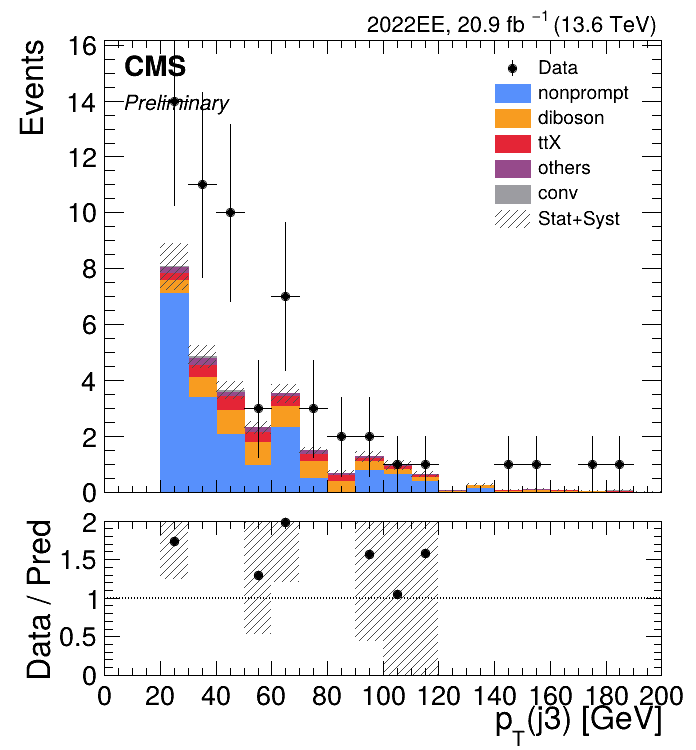 2022EE, 20.9 fb⁻¹ (13.6 TeV)
Events
CMS
Preliminary
Data
nonprompt
diboson
ttX
others
conv
Stat+Syst
16
14
12
10
8
6
4
2
0
Data / Pred
2
1.5
1
0.5
0
0 20 40 60 80 100 120 140 160 180 200
p_T(j3) [GeV]